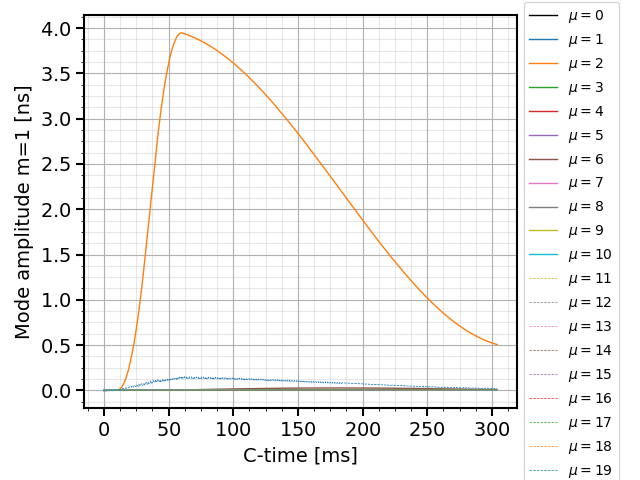 Mode amplitude m=1 [ns]
4.0
3.5
3.0
2.5
2.0
1.5
1.0
0.5
0.0
0 50 100 150 200 250 300
C-time [ms]
μ = 0
μ = 1
μ = 2
μ = 3
μ = 4
μ = 5
μ = 6
μ = 7
μ = 8
μ = 9
μ = 10
μ = 11
μ = 12
μ = 13
μ = 14
μ = 15
μ = 16
μ = 17
μ = 18
μ = 19